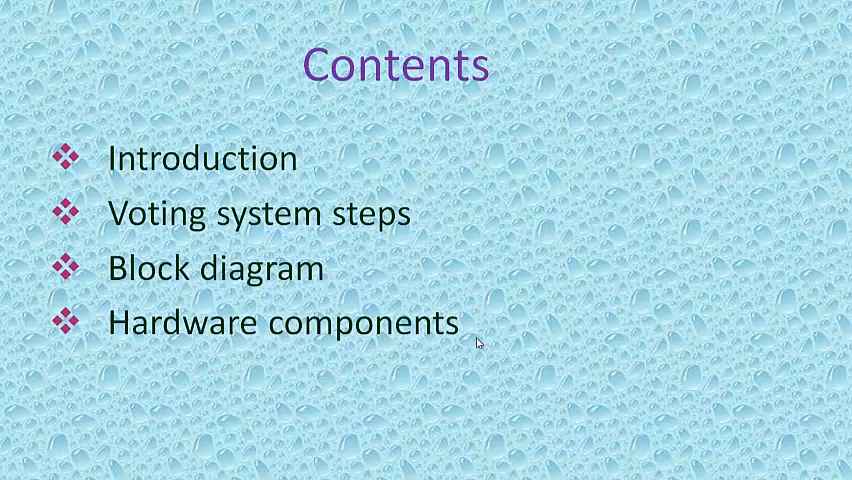 Contents
Introduction
Voting system steps
Block diagram
Hardware components